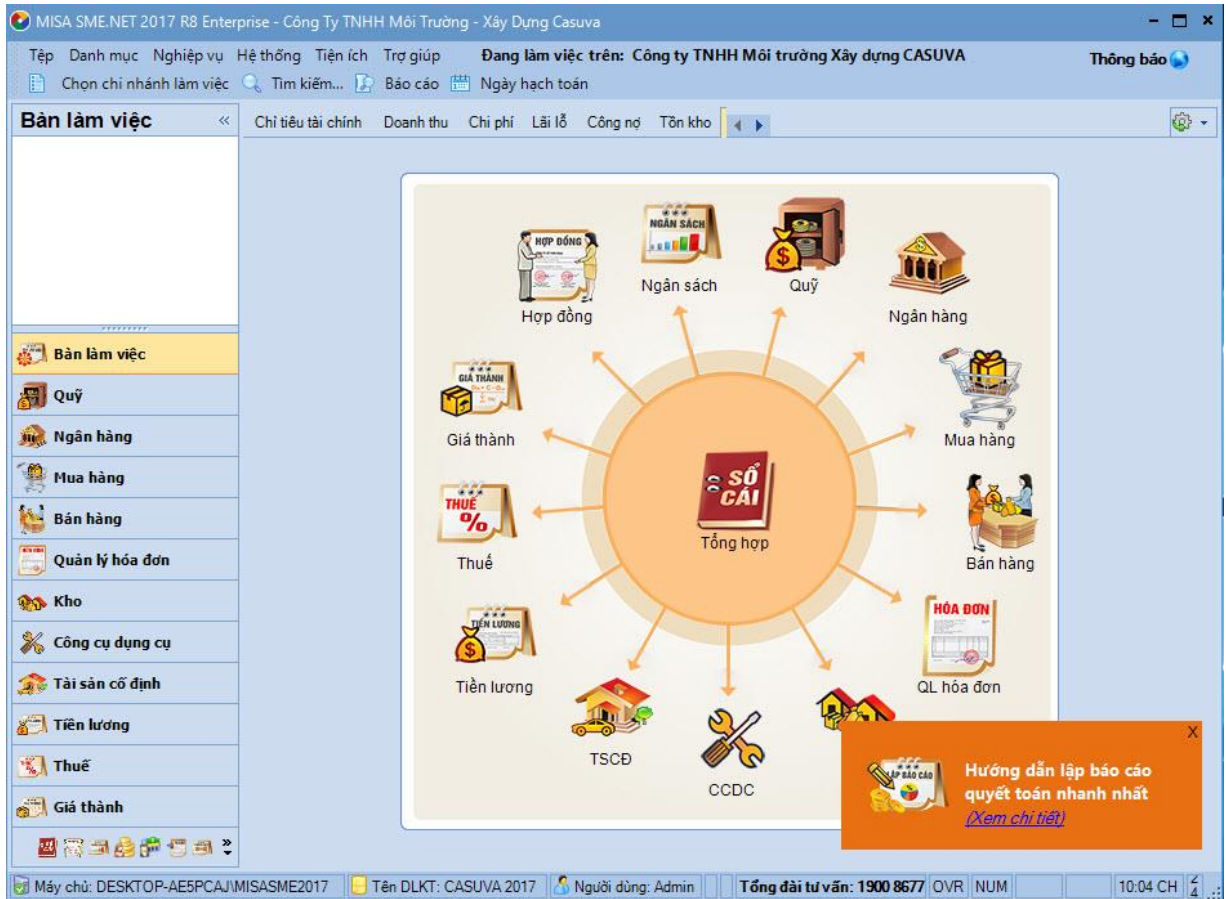 MISA SME.NET 2017 R8 Enterprise - Công Ty TNHH Môi Trường - Xây Dựng Casuva
Tệp Danh mục Nghiệp vụ Hệ thống Tiện ích Trợ giúp Đang làm việc trên: Công ty TNHH Môi trường Xây dựng CASUVA Thông báo
Chọn chi nhánh làm việc Tìm kiếm... Báo cáo Ngày hạch toán
Bàn làm việc « Chỉ tiêu tài chính Doanh thu Chi phí Lãi lỗ Công nợ Tồn kho
NGÂN SÁCH
HỢP ĐỒNG
Ngân sách Quỹ
Hợp đồng Ngân hàng
Bàn làm việc
GIÁ THÀNH
Quỹ
Ngân hàng
Giá thành Mua hàng
Mua hàng
SỔ
CÁI
THUẾ
%
Bán hàng
Tổng hợp
Quản lý hóa đơn
Thuế Bán hàng
Kho
HÓA ĐƠN
TIỀN LƯƠNG
Công cụ dụng cụ
Tài sản cố định
Tiền lương QL hóa đơn
Tiền lương
TSCĐ
Thuế
CCDC
LẬP BÁO CÁO
X
Hướng dẫn lập báo cáo
quyết toán nhanh nhất
(Xem chi tiết)
Giá thành
Máy chủ: DESKTOP-AE5PCAJ\MISASME2017 Tên DLKT: CASUVA 2017 Người dùng: Admin Tổng đài tư vấn: 1900 8677 OVR NUM 10:04 CH